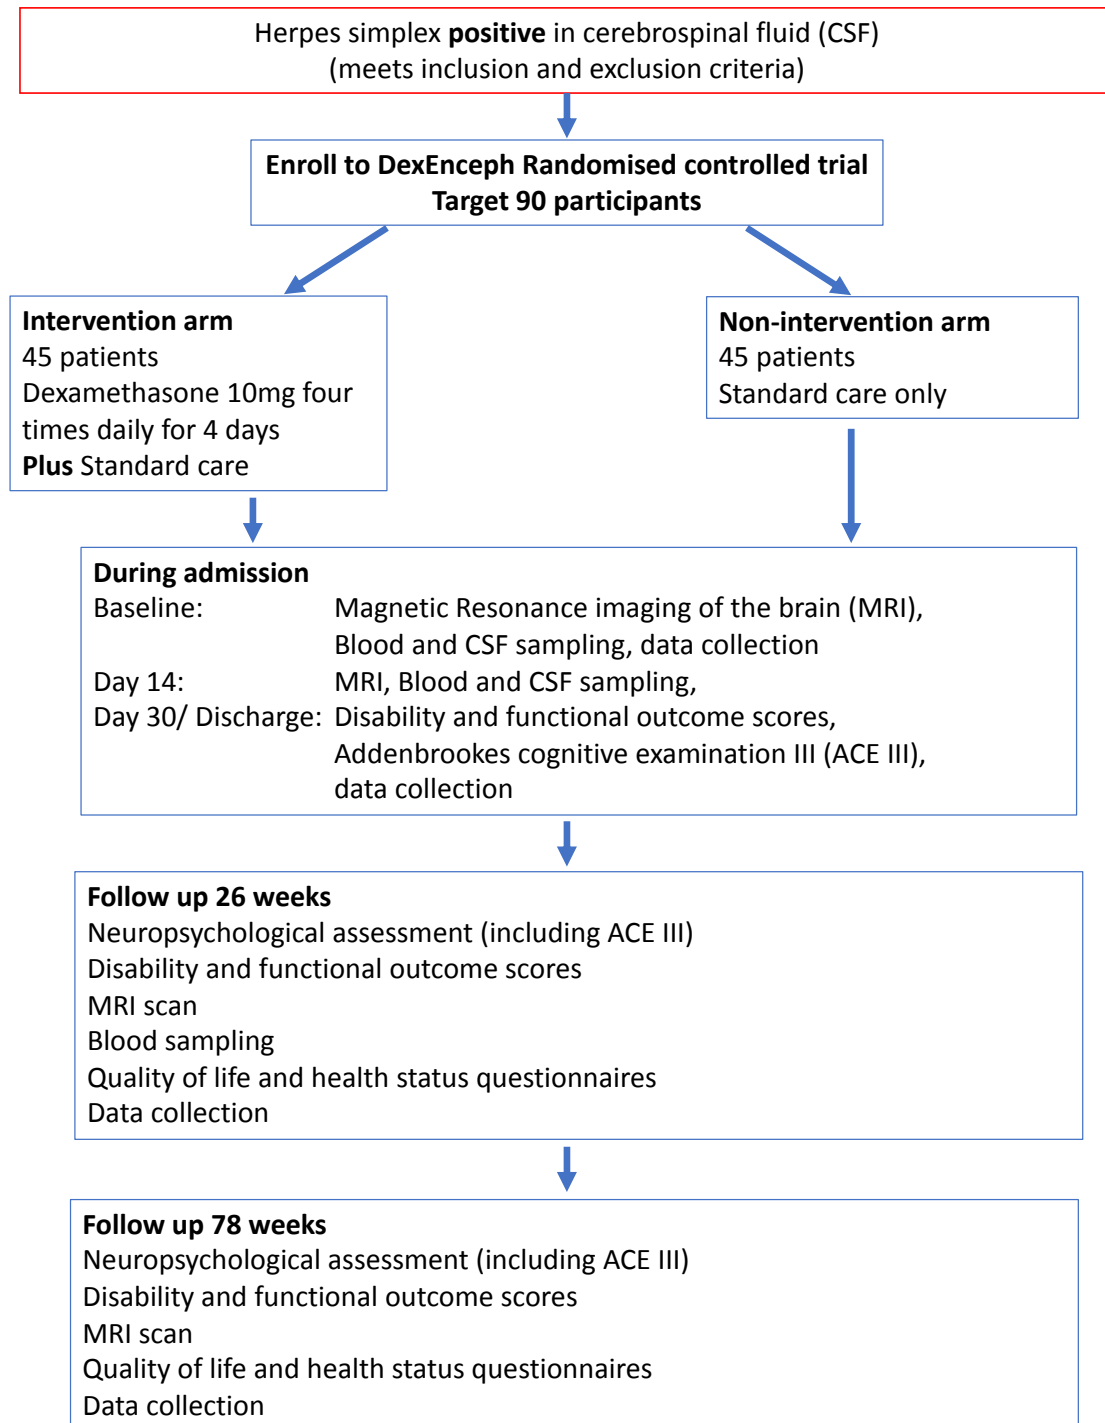 Herpes simplex positive in cerebrospinal fluid (CSF)
(meets inclusion and exclusion criteria)
Enroll to DexEnceph Randomised controlled trial
Target 90 participants
Intervention arm
45 patients
Dexamethasone 10mg four
times daily for 4 days
Plus Standard care
Non-intervention arm
45 patients
Standard care only
During admission
Baseline: Magnetic Resonance imaging of the brain (MRI),
Blood and CSF sampling, data collection
Day 14: MRI, Blood and CSF sampling,
Day 30/ Discharge: Disability and functional outcome scores,
Addenbrookes cognitive examination III (ACE III),
data collection
Follow up 26 weeks
Neuropsychological assessment (including ACE III)
Disability and functional outcome scores
MRI scan
Blood sampling
Quality of life and health status questionnaires
Data collection
Follow up 78 weeks
Neuropsychological assessment (including ACE III)
Disability and functional outcome scores
MRI scan
Quality of life and health status questionnaires
Data collection